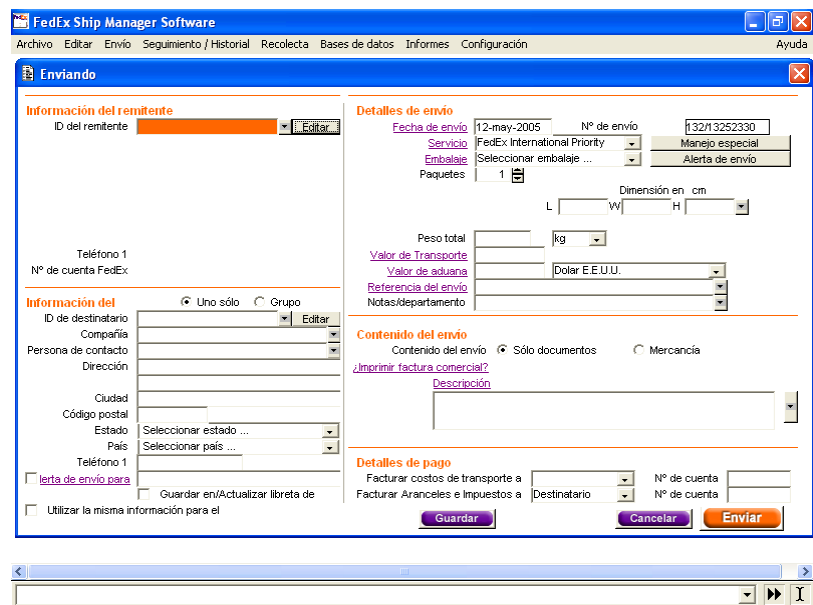 FedEx Ship Manager Software
Archivo Editar Envío Seguimiento / Historial Recolecta Bases de datos Informes Configuración Ayuda
Enviando
Información del remitente
ID del remitente Editar...
Teléfono 1
Nº de cuenta FedEx
Información del Uno sólo Grupo
ID de destinatario Editar
Compañía
Persona de contacto
Dirección
Ciudad
Código postal
Estado Seleccionar estado ...
País Seleccionar país ...
Teléfono 1
lerta de envío para
Guardar en/Actualizar libreta de
Utilizar la misma información para el
Detalles de envío
Fecha de envío 12-may-2005 Nº de envío 132/13252330
Servicio FedEx International Priority Manejo especial
Embalaje Seleccionar embalaje ... Alerta de envío
Paquetes 1
Dimensión en cm
L W H
Peso total kg
Valor de Transporte
Valor de aduana Dolar E.E.U.U.
Referencia del envío
Notas/departamento
Contenido del envío
Contenido del envío Sólo documentos Mercancía
¿Imprimir factura comercial?
Descripción
Detalles de pago
Facturar costos de transporte a Nº de cuenta
Facturar Aranceles e Impuestos a Destinatario Nº de cuenta
Guardar Cancelar Enviar